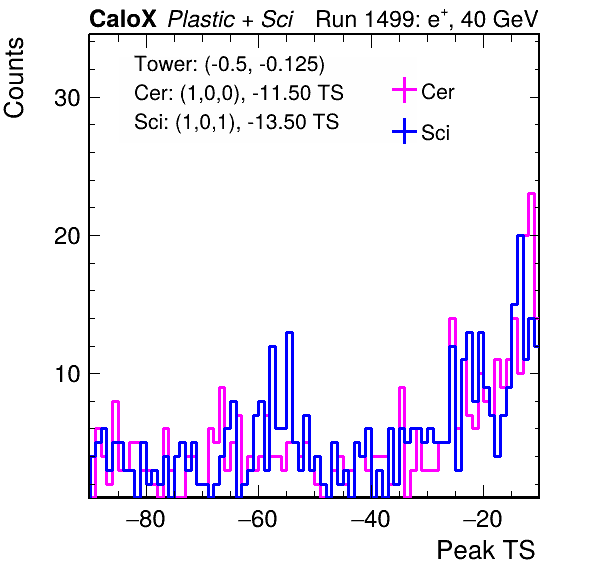 CaloX Plastic + Sci Run 1499: e+, 40 GeV
Tower: (-0.5, -0.125)
Cer: (1,0,0), -11.50 TS
Sci: (1,0,1), -13.50 TS
Cer
Sci
Counts
30
20
10
−80 −60 −40 −20
Peak TS